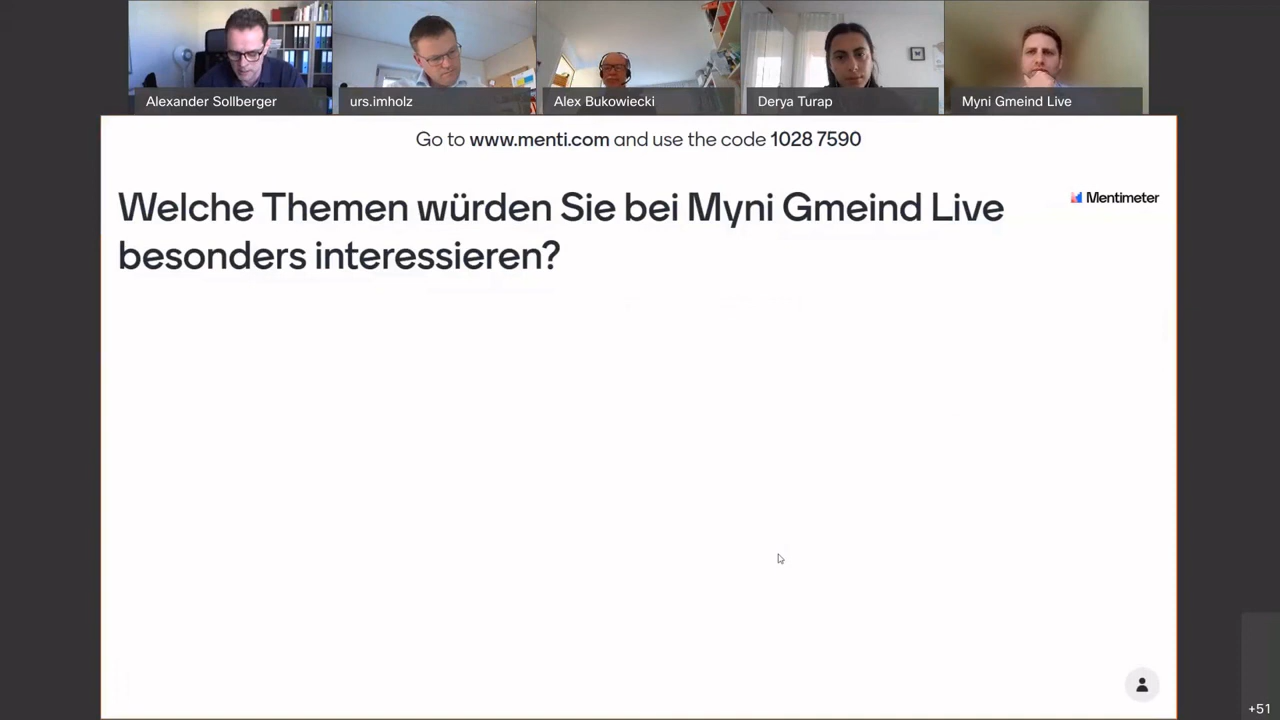 Alexander Sollberger
urs.imholz
Alex Bukowiecki
Derya Turap
Myni Gmeind Live
Go to www.menti.com and use the code 1028 7590
Welche Themen würden Sie bei Myni Gmeind Live
besonders interessieren?
Mentimeter
+51